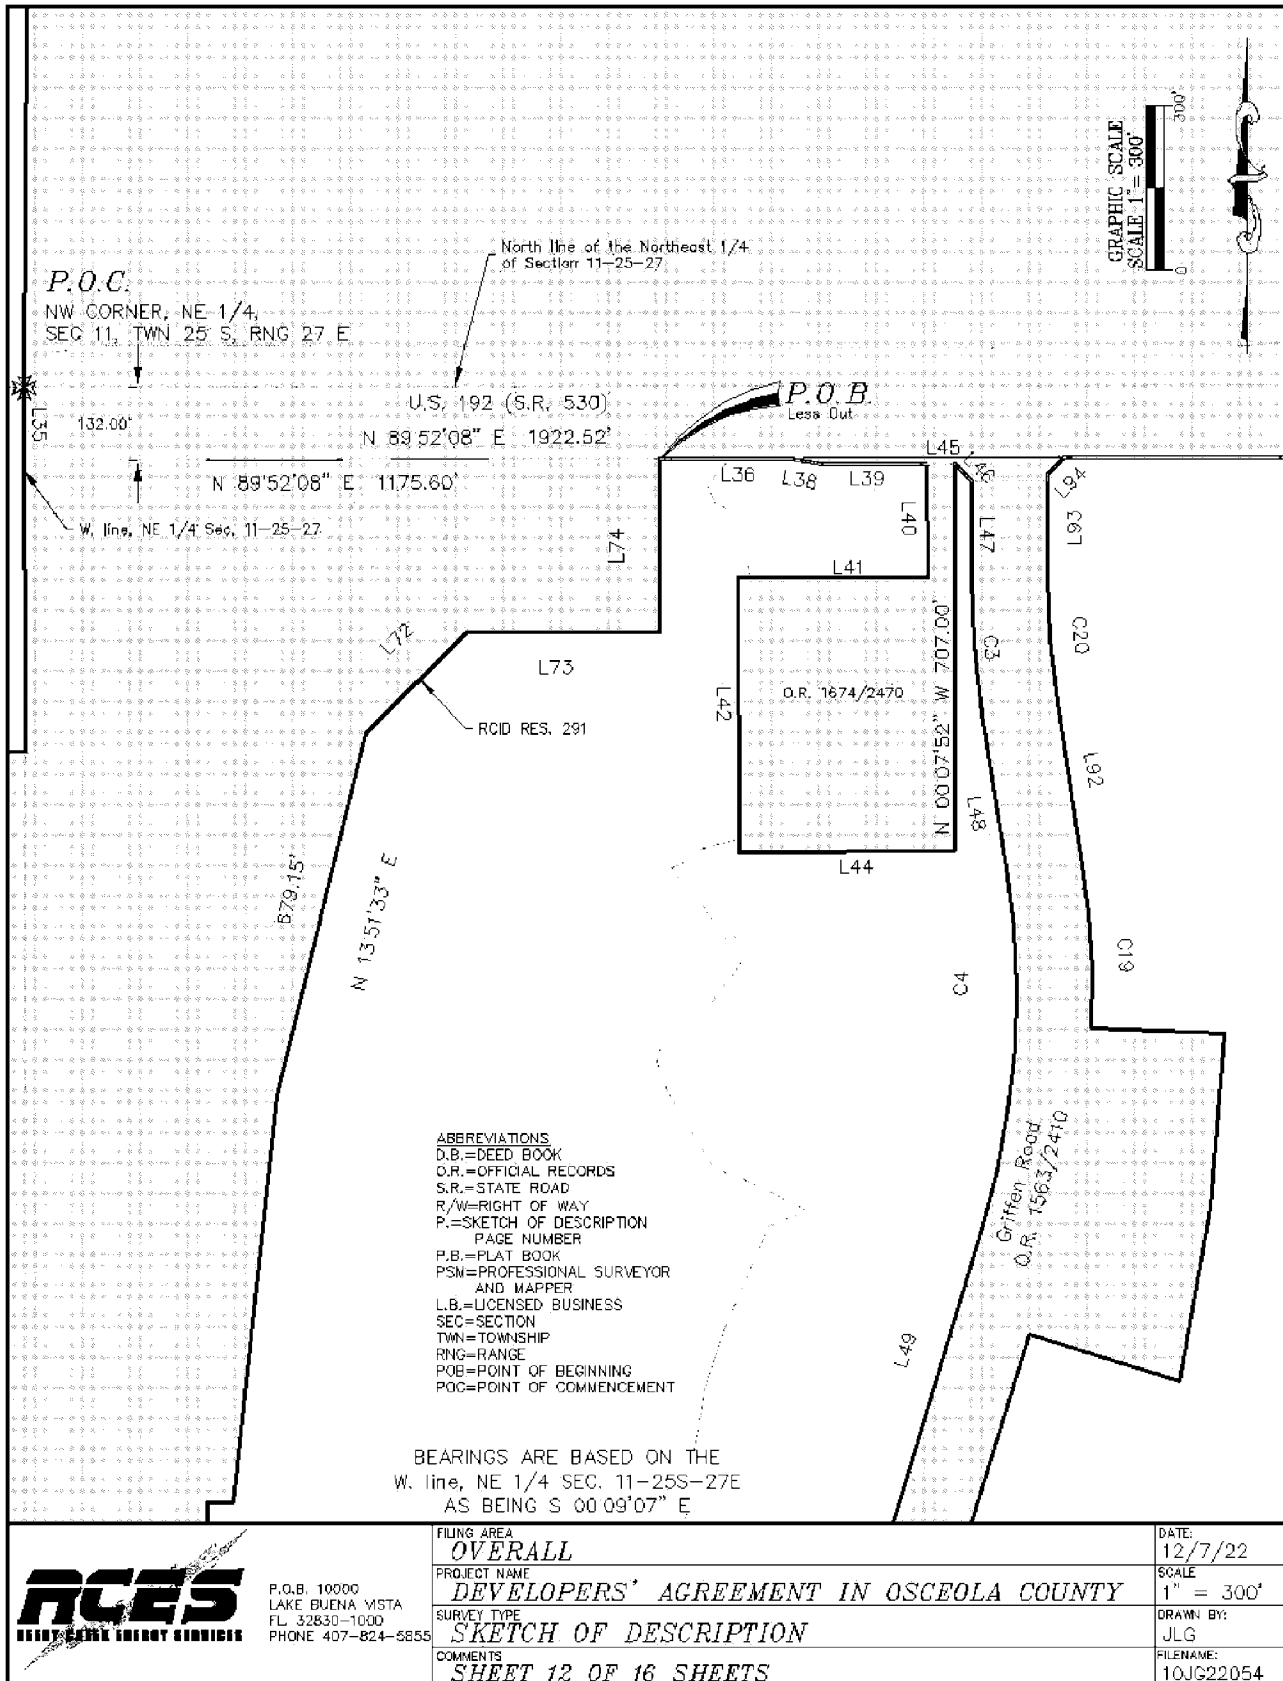 GRAPHIC SCALE
SCALE 1"= 300'
0
300'
North line of the Northeast 1/4
of Section 11-25-27
P.O.C.
NW CORNER, NE 1/4,
SEC 11, TWN 25 S, RNG 27 E
L35
132.00'
U.S. 192 (S.R. 530)
N 89 52'08" E 1922.52'
N 89'52'08" E 1175.60'
W. line, NE 1/4 Sec. 11-25-27
P.O.B.
Less Out
L36
L38
L39
L45
L46
L94
L40
L47
L93
L74
L41
L72
L73
C3
C20
L42
O.R. 1674/2470
N 00'07'52" W 707.00'
RCID RES. 291
L92
L48
L44
879.15'
N 13'51'33" E
C4
C19
ABBREVIATIONS
D.B.=DEED BOOK
O.R.=OFFICIAL RECORDS
S.R.=STATE ROAD
R/W=RIGHT OF WAY
P.=SKETCH OF DESCRIPTION
PAGE NUMBER
P.B.=PLAT BOOK
PSM=PROFESSIONAL SURVEYOR
AND MAPPER
L.B.=LICENSED BUSINESS
SEC=SECTION
TWN=TOWNSHIP
RNG=RANGE
POB=POINT OF BEGINNING
POC=POINT OF COMMENCEMENT
Griffen Road
O.R. 1563/2410
L49
BEARINGS ARE BASED ON THE
W. line, NE 1/4 SEC. 11-25S-27E
AS BEING S 00 09'07" E
RCES
REEDY CREEK ENERGY SERVICES
P.O.B. 10000
LAKE BUENA VISTA
FL 32830-1000
PHONE 407-824-5855
FILING AREA
OVERALL
PROJECT NAME
DEVELOPERS' AGREEMENT IN OSCEOLA COUNTY
SURVEY TYPE
SKETCH OF DESCRIPTION
COMMENTS
SHEET 12 OF 16 SHEETS
DATE:
12/7/22
SCALE
1" = 300'
DRAWN BY:
JLG
FILENAME:
10JG22054